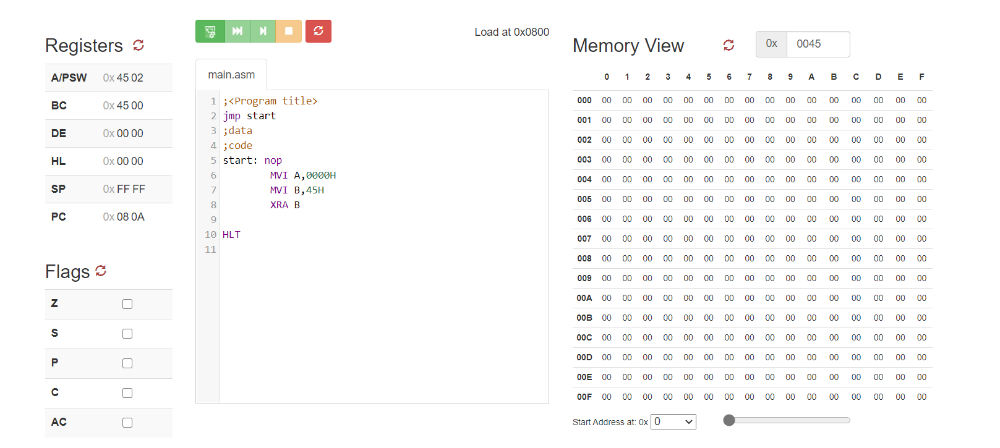 Registers
A/PSW 0x 45 02
BC 0x 45 00
DE 0x 00 00
HL 0x 00 00
SP 0x FF FF
PC 0x 08 0A
Flags
Z
S
P
C
AC
Load at 0x0800
main.asm
1 ;<Program title>
2 jmp start
3 ;data
4 ;code
5 start: nop
6 MVI A,0000H
7 MVI B,45H
8 XRA B
9
10 HLT
11
Memory View 0x 0045
0 1 2 3 4 5 6 7 8 9 A B C D E F
000 00 00 00 00 00 00 00 00 00 00 00 00 00 00 00 00
001 00 00 00 00 00 00 00 00 00 00 00 00 00 00 00 00
002 00 00 00 00 00 00 00 00 00 00 00 00 00 00 00 00
003 00 00 00 00 00 00 00 00 00 00 00 00 00 00 00 00
004 00 00 00 00 00 00 00 00 00 00 00 00 00 00 00 00
005 00 00 00 00 00 00 00 00 00 00 00 00 00 00 00 00
006 00 00 00 00 00 00 00 00 00 00 00 00 00 00 00 00
007 00 00 00 00 00 00 00 00 00 00 00 00 00 00 00 00
008 00 00 00 00 00 00 00 00 00 00 00 00 00 00 00 00
009 00 00 00 00 00 00 00 00 00 00 00 00 00 00 00 00
00A 00 00 00 00 00 00 00 00 00 00 00 00 00 00 00 00
00B 00 00 00 00 00 00 00 00 00 00 00 00 00 00 00 00
00C 00 00 00 00 00 00 00 00 00 00 00 00 00 00 00 00
00D 00 00 00 00 00 00 00 00 00 00 00 00 00 00 00 00
00E 00 00 00 00 00 00 00 00 00 00 00 00 00 00 00 00
00F 00 00 00 00 00 00 00 00 00 00 00 00 00 00 00 00
Start Address at: 0x 0